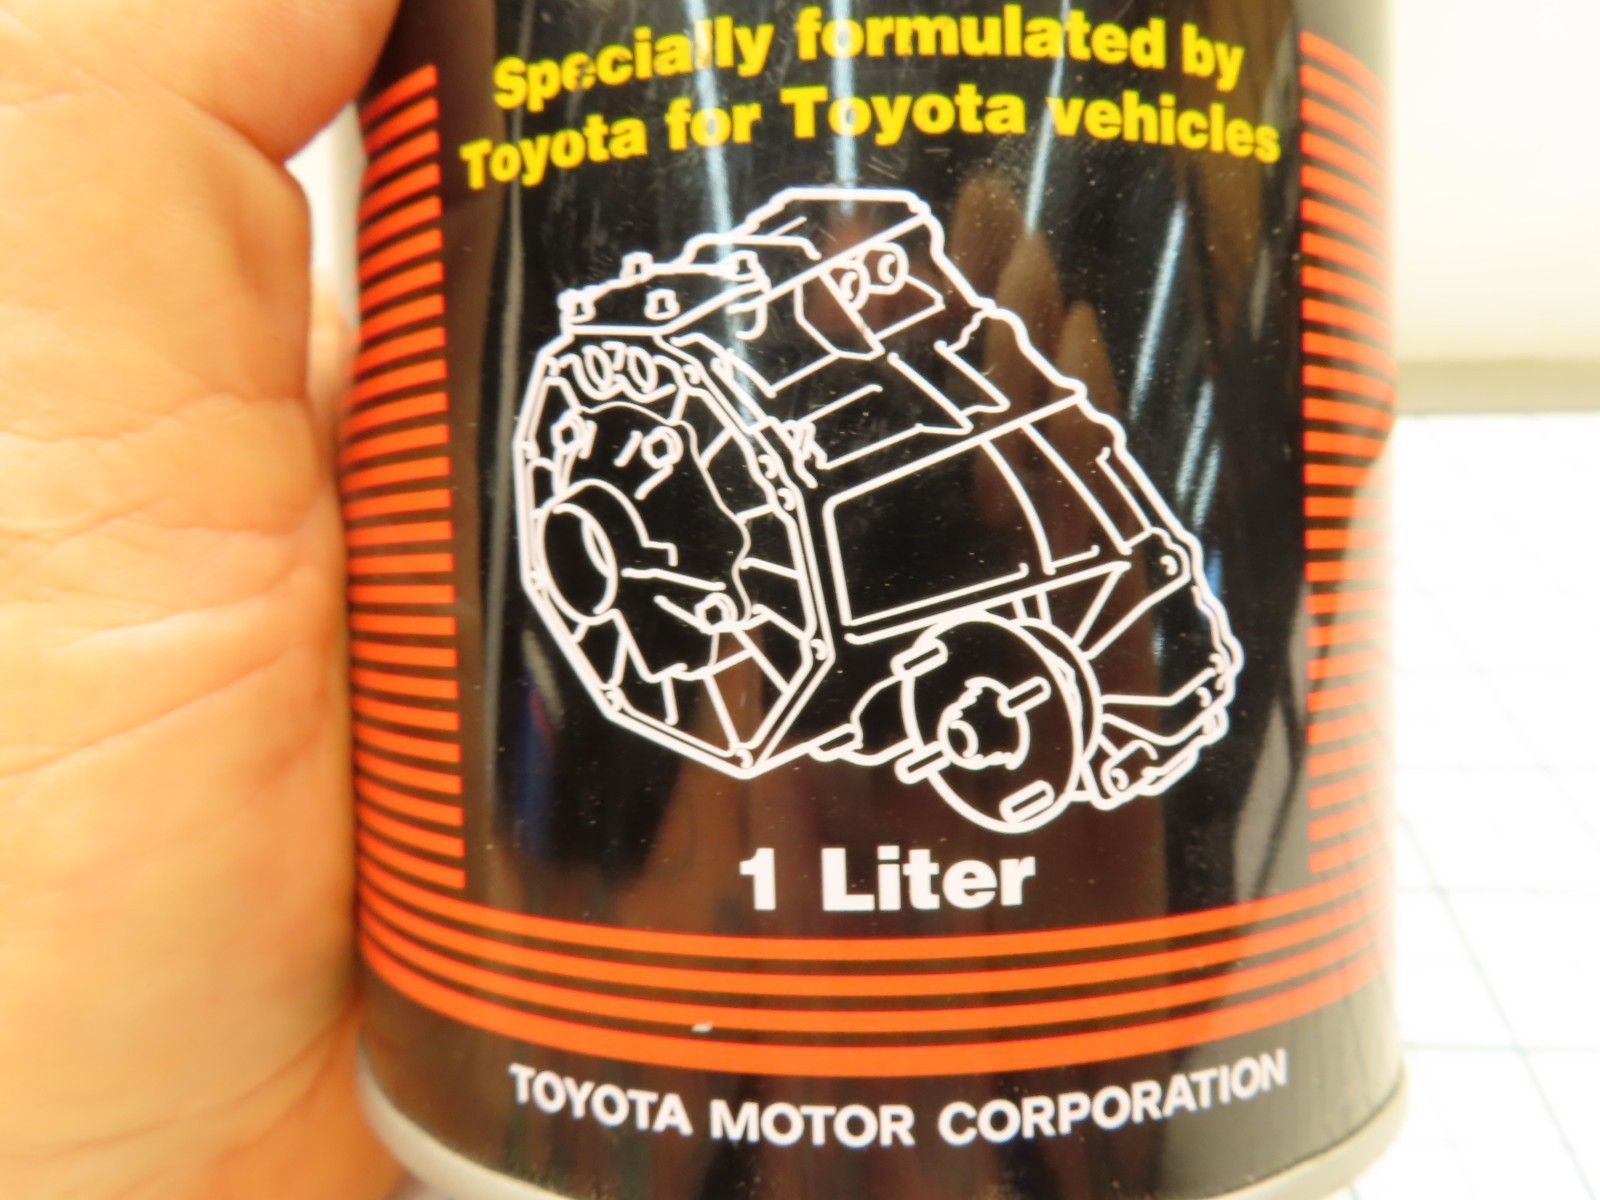 Specially formulated by
Toyota for Toyota vehicles
1 Liter
TOYOTA MOTOR CORPORATION